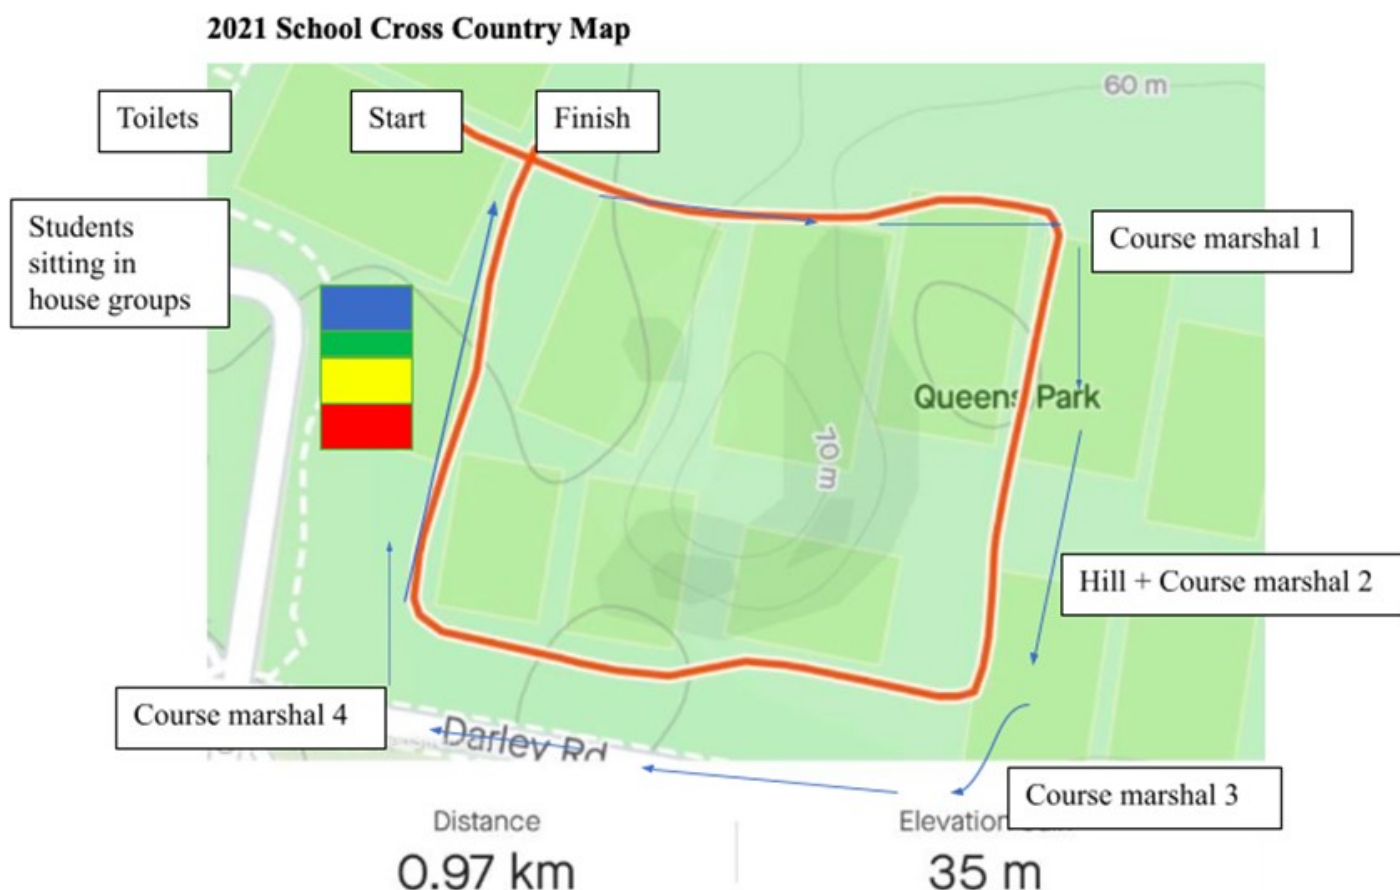 2021 School Cross Country Map
60 m
Toilets
Start
Finish
Students
sitting in
house groups
Course marshal 1
Queens Park
70 m
Hill + Course marshal 2
Course marshal 4
Darley Rd
Course marshal 3
Distance
Elevation
0.97 km
35 m